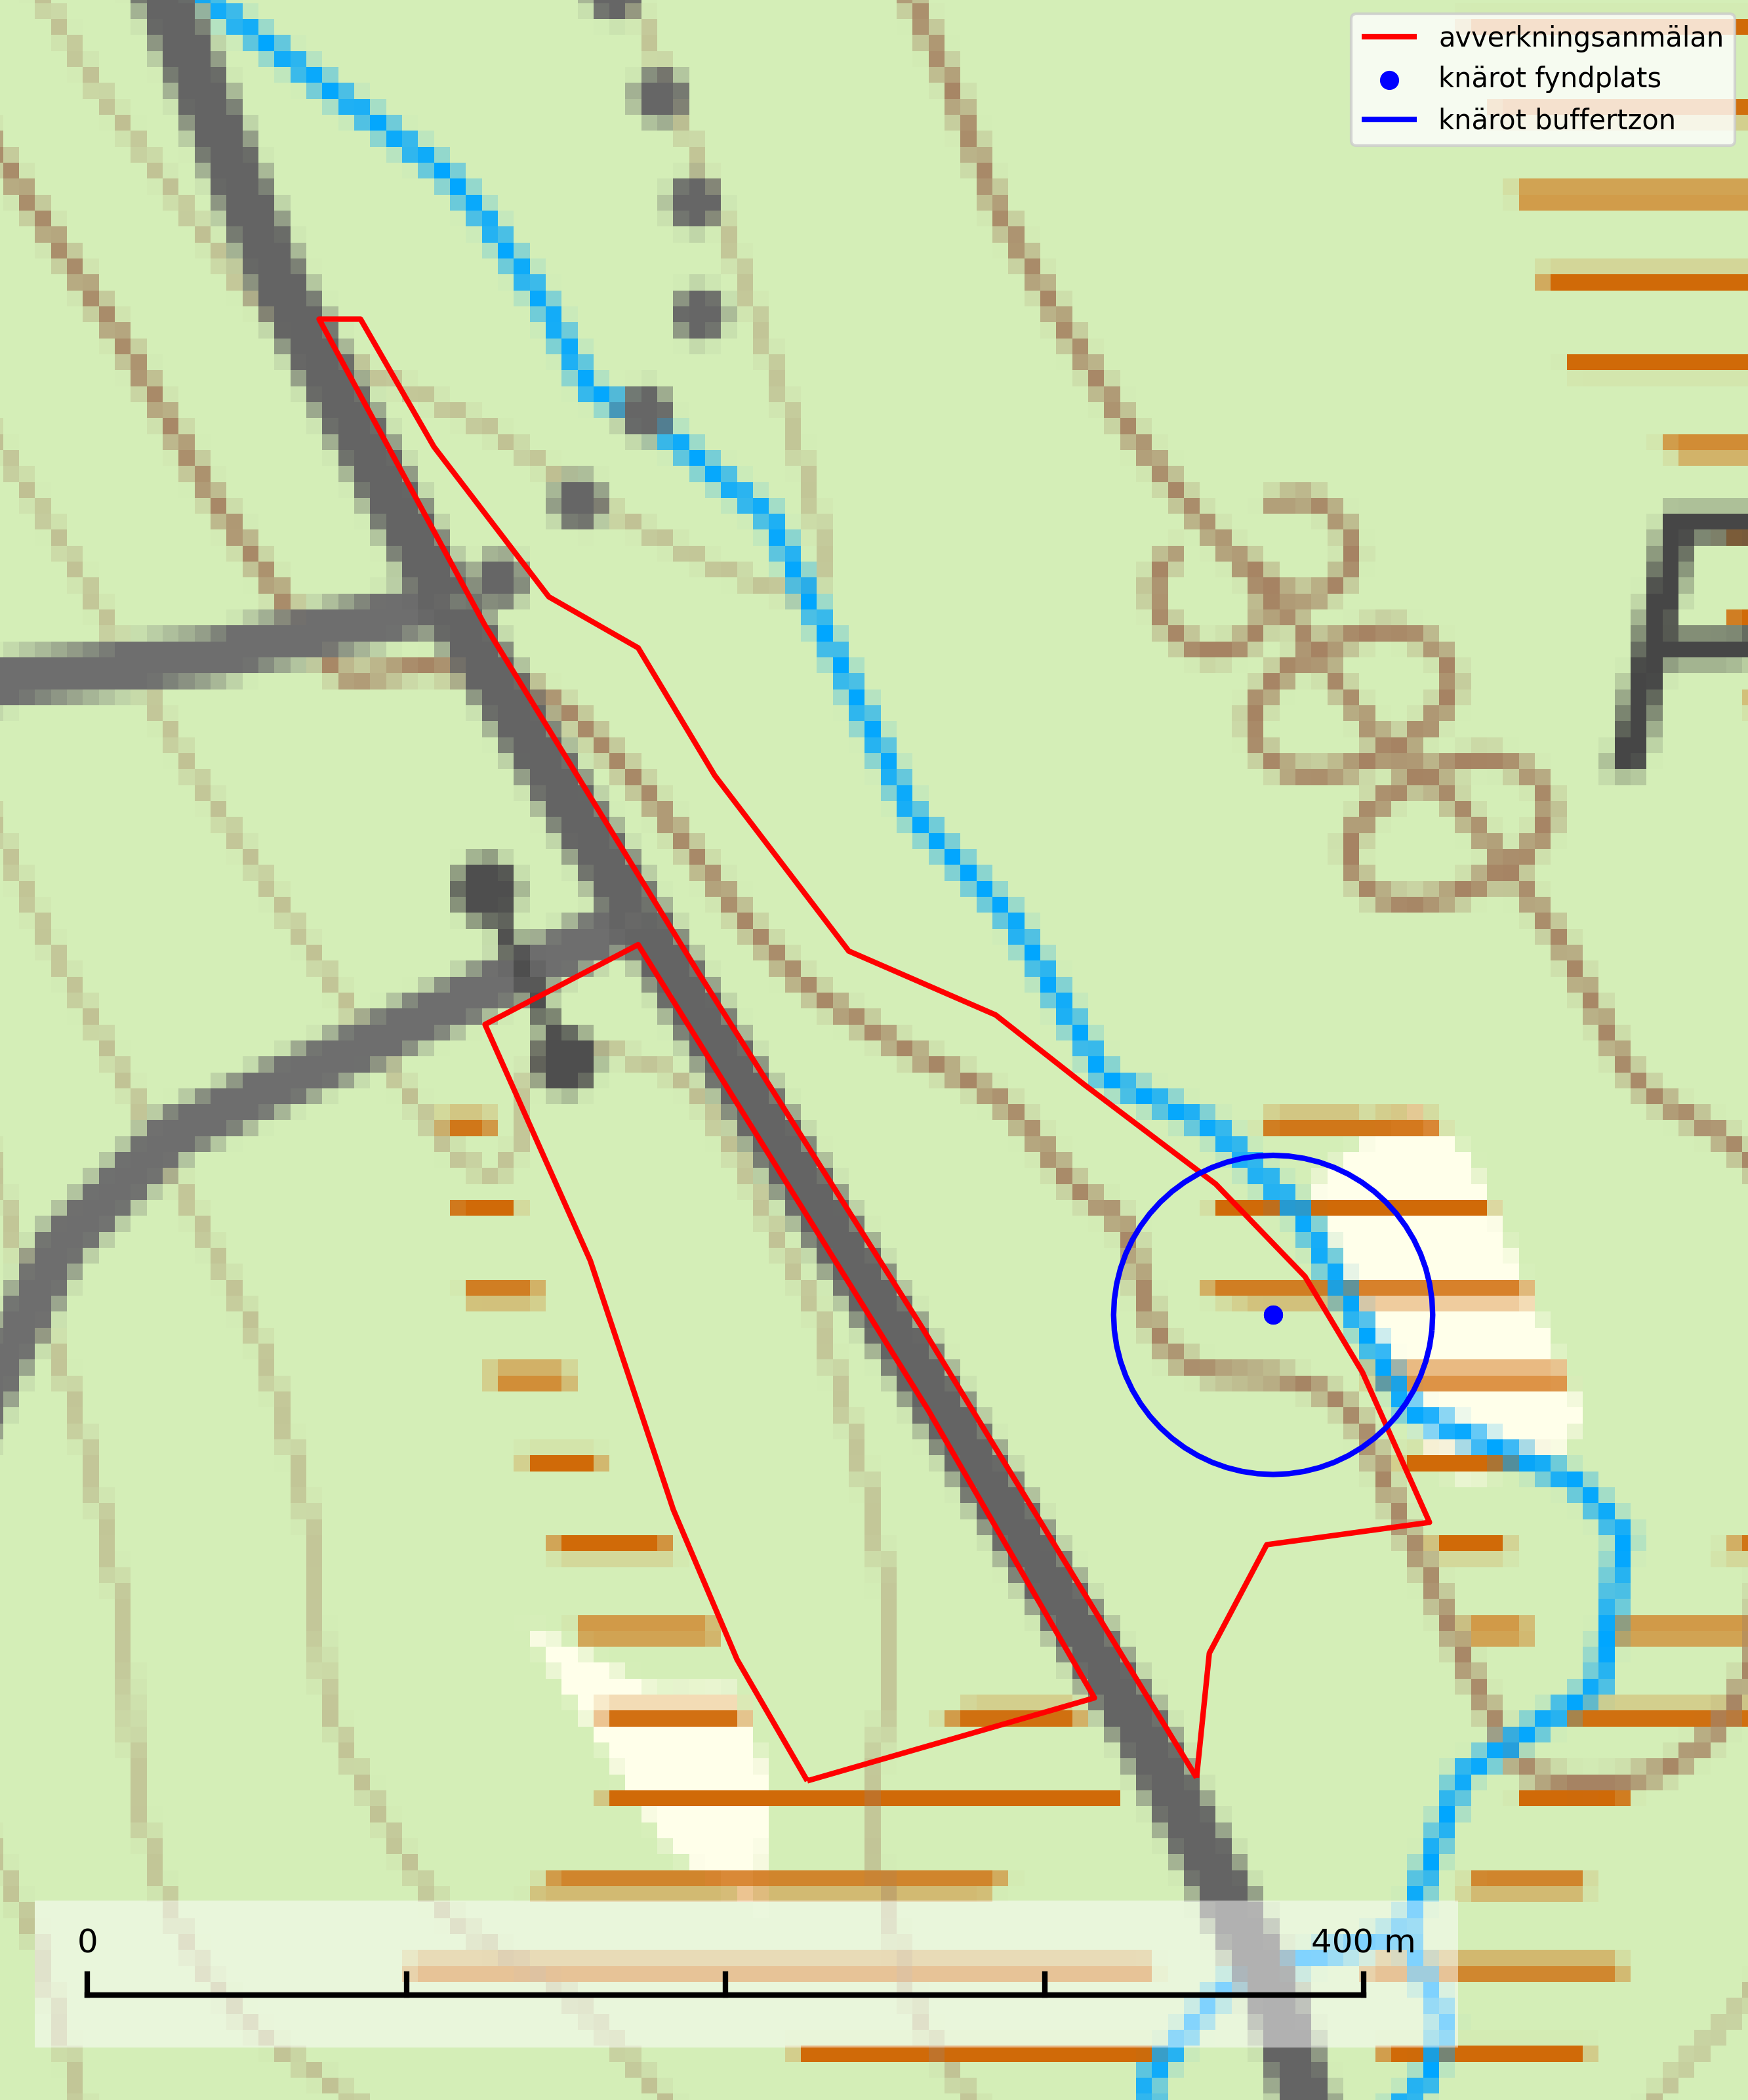 avverkningsanmälan
knärot fyndplats
knärot buffertzon
0
400 m